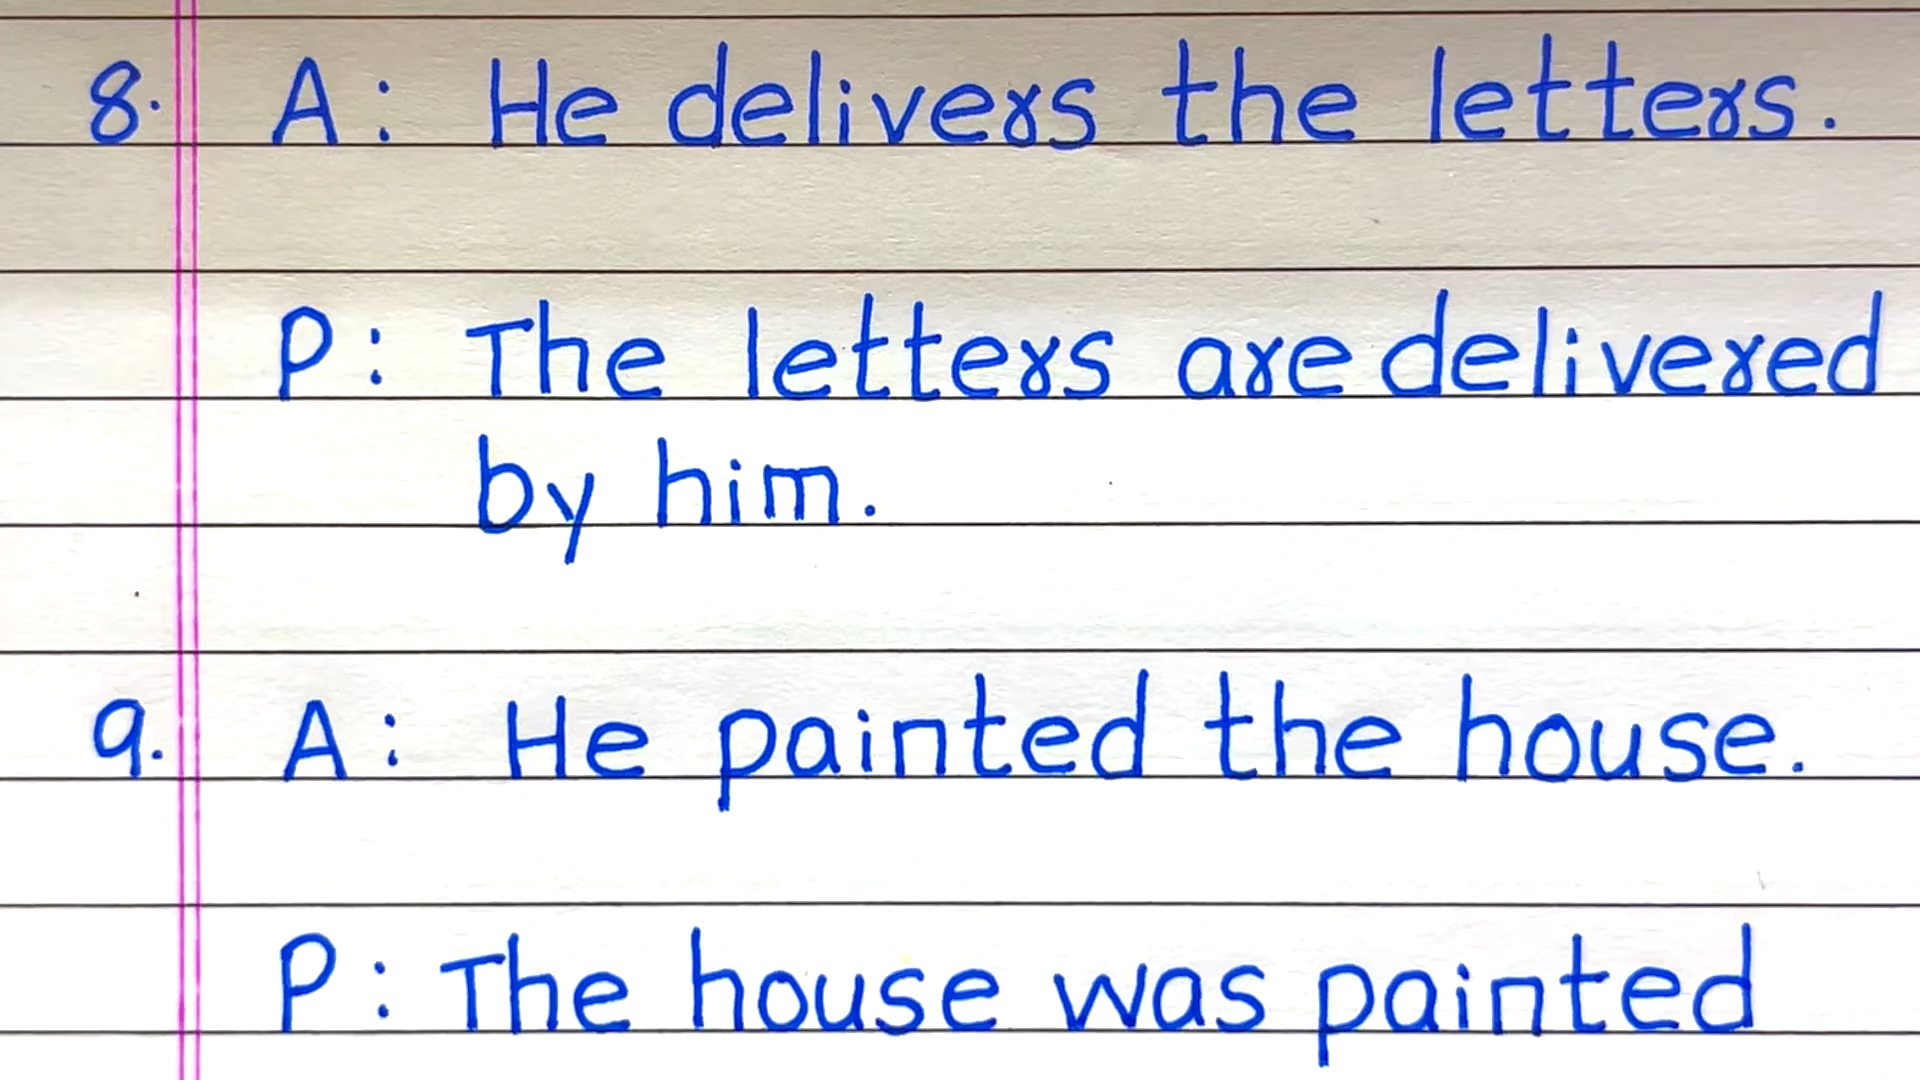 8. A: He delivers the letters.
P: The letters are delivered
by him.
9. A: He painted the house.
P: The house was painted